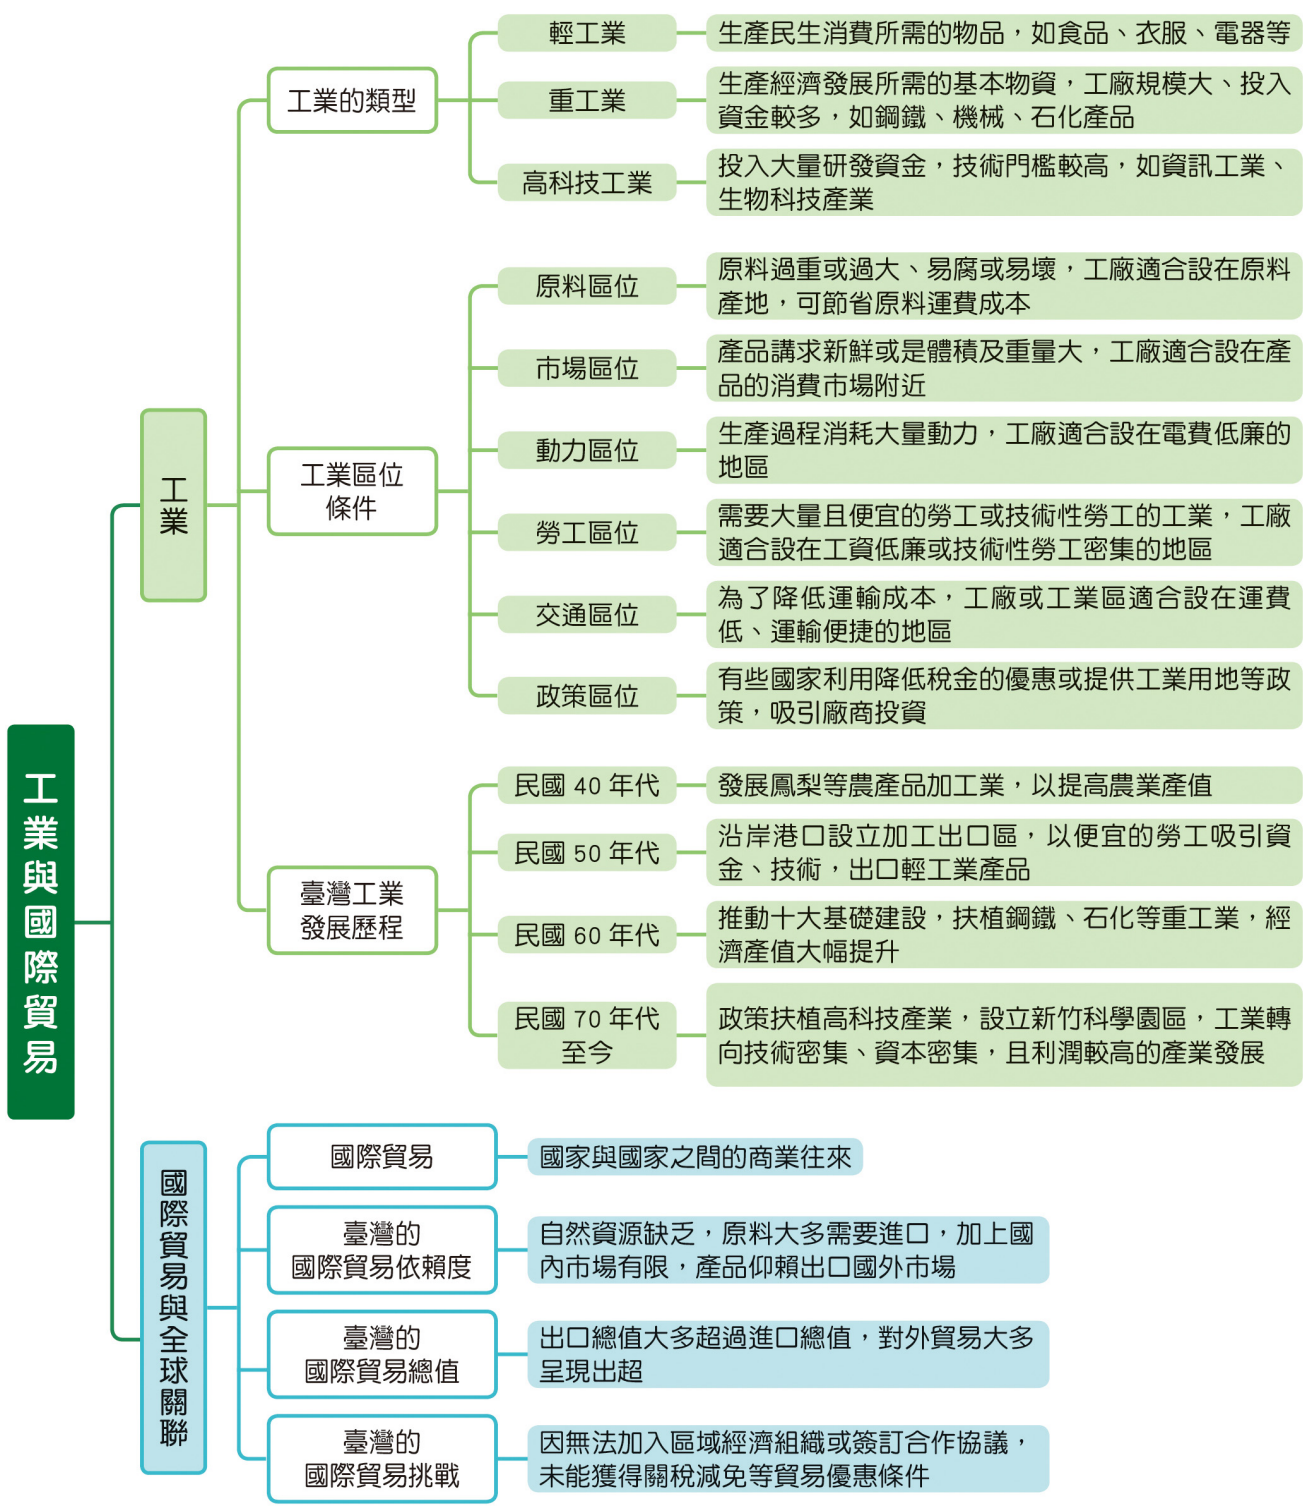 工業與國際貿易
工業
工業的類型
輕工業
生產民生消費所需的物品，如食品、衣服、電器等
重工業
生產經濟發展所需的基本物資，工廠規模大、投入
資金較多，如鋼鐵、機械、石化產品
高科技工業
投入大量研發資金，技術門檻較高，如資訊工業、
生物科技產業
工業區位
條件
原料區位
原料過重或過大、易腐或易壞，工廠適合設在原料
產地，可節省原料運費成本
市場區位
產品講求新鮮或是體積及重量大，工廠適合設在產
品的消費市場附近
動力區位
生產過程消耗大量動力，工廠適合設在電費低廉的
地區
勞工區位
需要大量且便宜的勞工或技術性勞工的工業，工廠
適合設在工資低廉或技術性勞工密集的地區
交通區位
為了降低運輸成本，工廠或工業區適合設在運費
低、運輸便捷的地區
政策區位
有些國家利用降低稅金的優惠或提供工業用地等政
策，吸引廠商投資
臺灣工業
發展歷程
民國 40 年代
發展鳳梨等農產品加工業，以提高農業產值
民國 50 年代
沿岸港口設立加工出口區，以便宜的勞工吸引資
金、技術，出口輕工業產品
民國 60 年代
推動十大基礎建設，扶植鋼鐵、石化等重工業，經
濟產值大幅提升
民國 70 年代
至今
政策扶植高科技產業，設立新竹科學園區，工業轉
向技術密集、資本密集，且利潤較高的產業發展
國際貿易與全球關聯
國際貿易
國家與國家之間的商業往來
臺灣的
國際貿易依賴度
自然資源缺乏，原料大多需要進口，加上國
內市場有限，產品仰賴出口國外市場
臺灣的
國際貿易總值
出口總值大多超過進口總值，對外貿易大多
呈現出超
臺灣的
國際貿易挑戰
因無法加入區域經濟組織或簽訂合作協議，
未能獲得關稅減免等貿易優惠條件